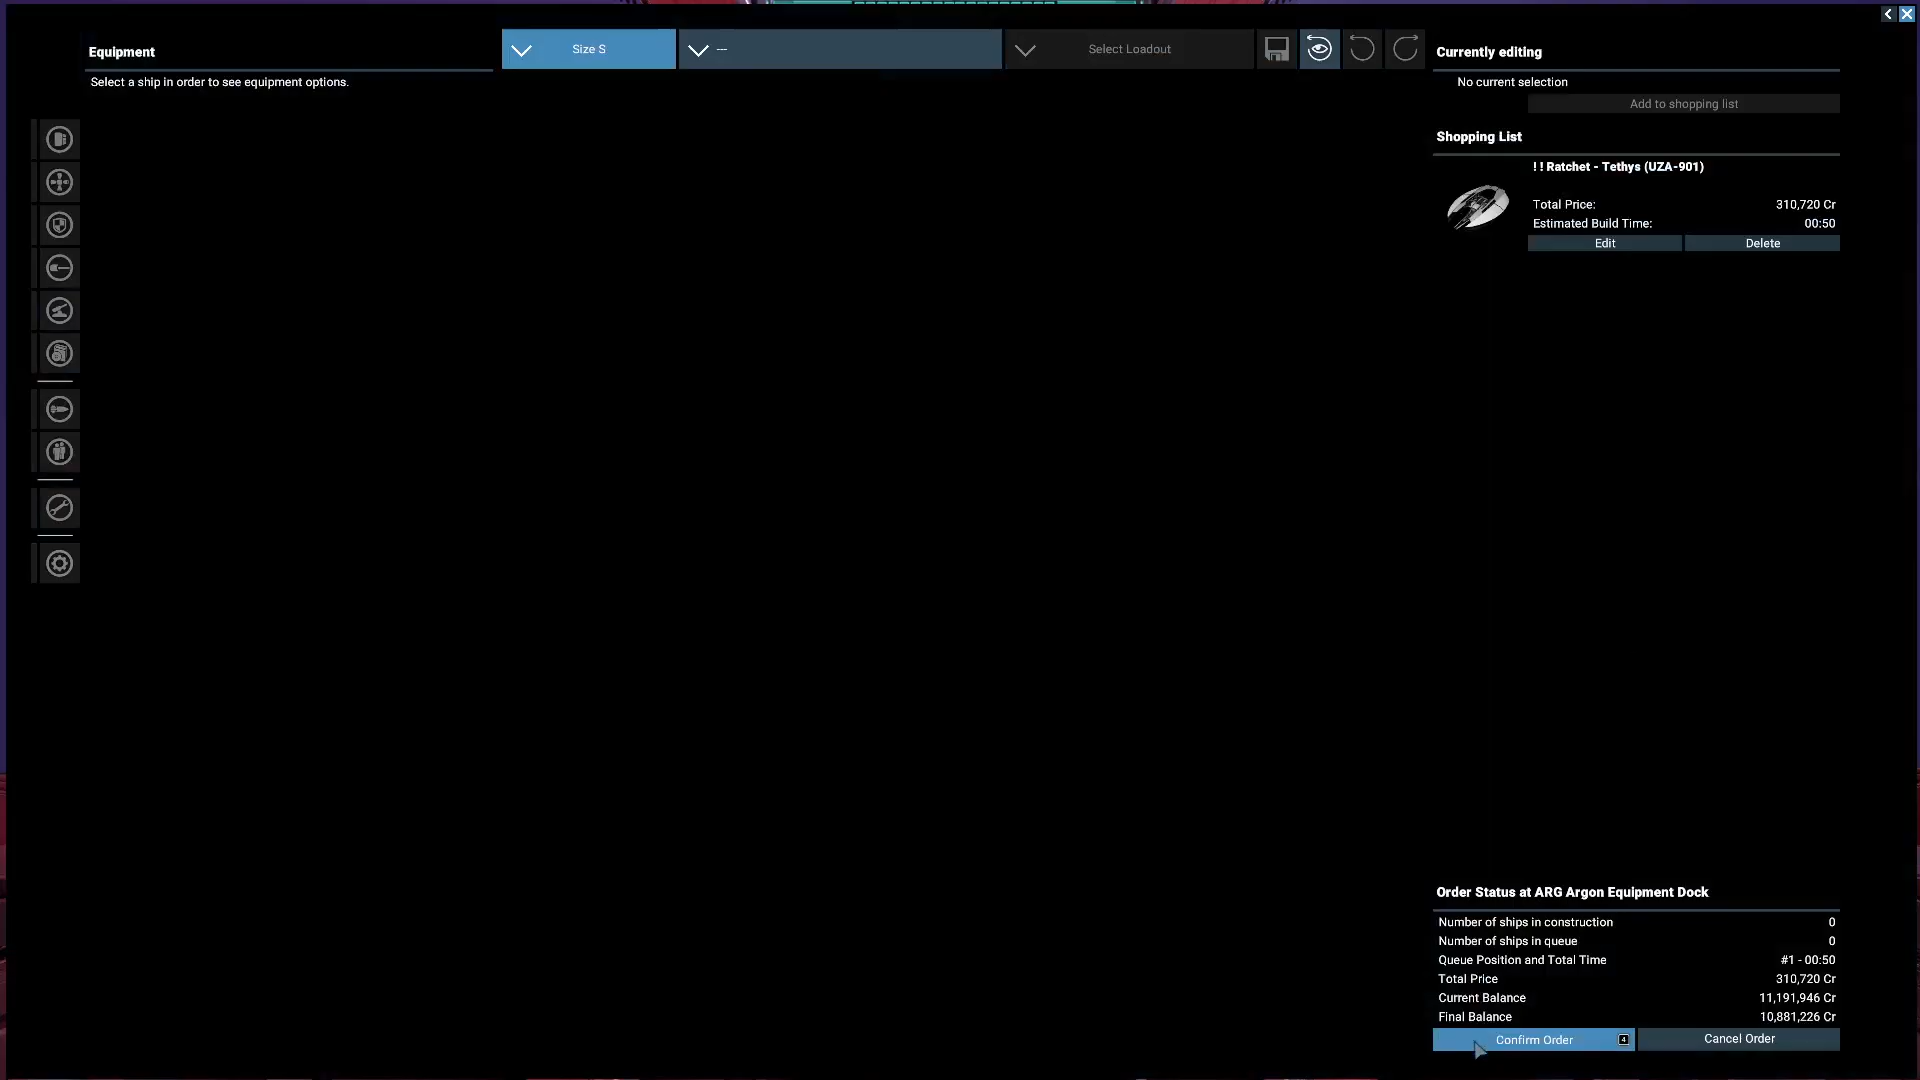 Equipment
Select a ship in order to see equipment options.
Size S
---
Select Loadout
Currently editing
No current selection
Add to shopping list
Shopping List
! ! Ratchet - Tethys (UZA-901)
Total Price: 310,720 Cr
Estimated Build Time: 00:50
Edit Delete
Order Status at ARG Argon Equipment Dock
Number of ships in construction 0
Number of ships in queue 0
Queue Position and Total Time #1 - 00:50
Total Price 310,720 Cr
Current Balance 11,191,946 Cr
Final Balance 10,881,226 Cr
Confirm Order 4 Cancel Order